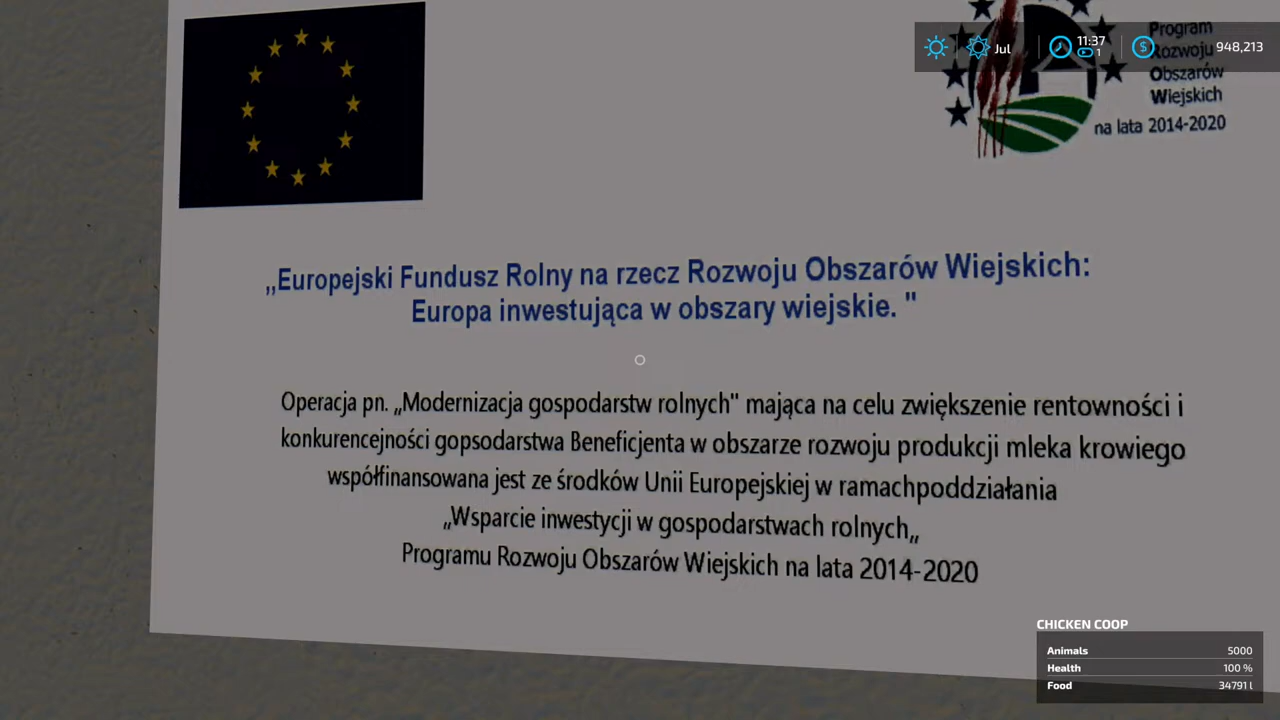 Program
Rozwoju
Obszarów
Wiejskich
na lata 2014-2020
Jul
11:37
1
948,213
„Europejski Fundusz Rolny na rzecz Rozwoju Obszarów Wiejskich:
Europa inwestująca w obszary wiejskie. "
Operacja pn. „Modernizacja gospodarstw rolnych" mająca na celu zwiększenie rentowności i
konkurencejności gopsodarstwa Beneficjenta w obszarze rozwoju produkcji mleka krowiego
współfinansowana jest ze środków Unii Europejskiej w ramachpoddziałania
„Wsparcie inwestycji w gospodarstwach rolnych„
Programu Rozwoju Obszarów Wiejskich na lata 2014-2020
CHICKEN COOP
Animals 5000
Health 100 %
Food 34791 l